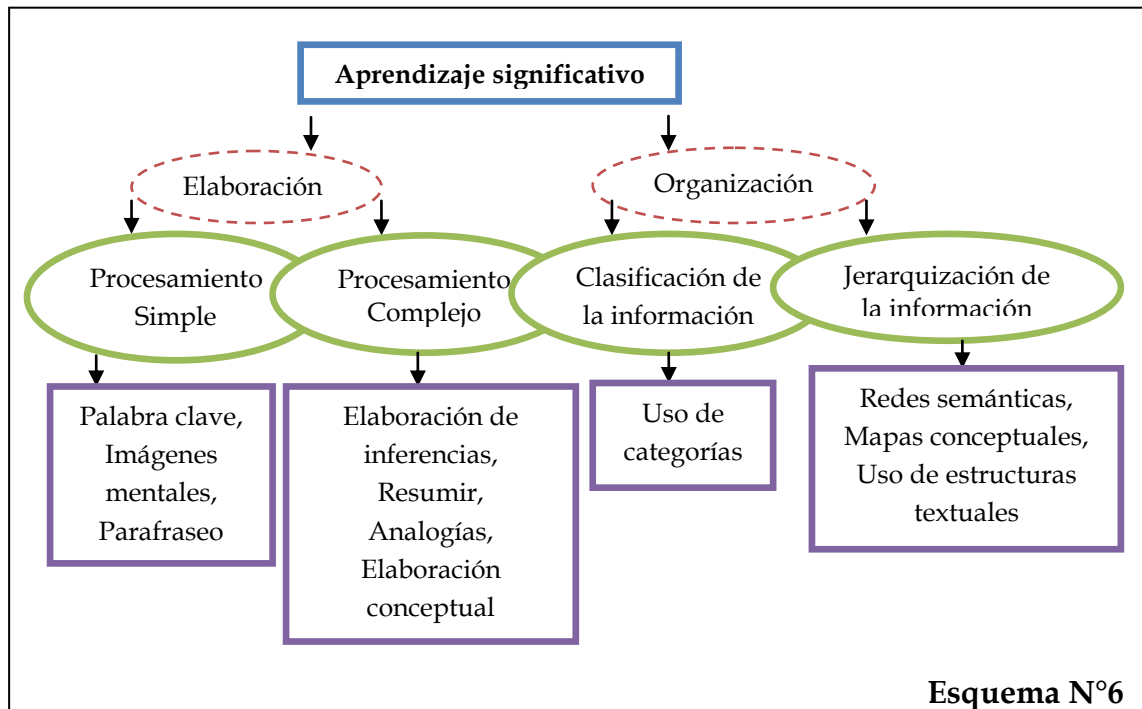 Aprendizaje significativo
Elaboración
Organización
Procesamiento
Simple
Procesamiento
Complejo
Clasificación de
la información
Jerarquización de
la información
Palabra clave,
Imágenes
mentales,
Parafraseo
Elaboración de
inferencias,
Resumir,
Analogías,
Elaboración
conceptual
Uso de
categorías
Redes semánticas,
Mapas conceptuales,
Uso de estructuras
textuales
Esquema N°6